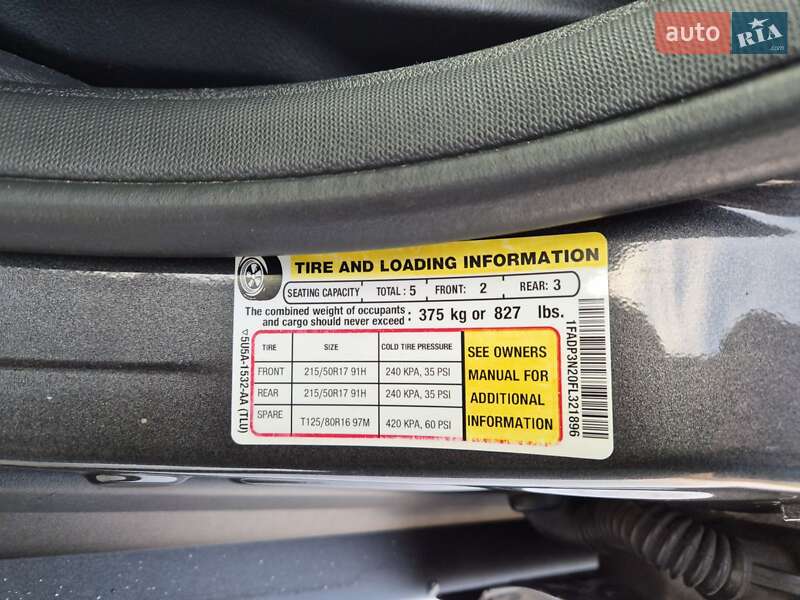 auto RIA .com
TIRE AND LOADING INFORMATION
SEATING CAPACITY TOTAL : 5 FRONT: 2 REAR: 3
The combined weight of occupants
and cargo should never exceed : 375 kg or 827 lbs.
TIRE SIZE COLD TIRE PRESSURE
FRONT 215/50R17 91H 240 KPA, 35 PSI
REAR 215/50R17 91H 240 KPA, 35 PSI
SPARE T125/80R16 97M 420 KPA, 60 PSI
SEE OWNERS
MANUAL FOR
ADDITIONAL
INFORMATION
▽5U5A-1532-AA (TLU)
1FADP3N20FL321896